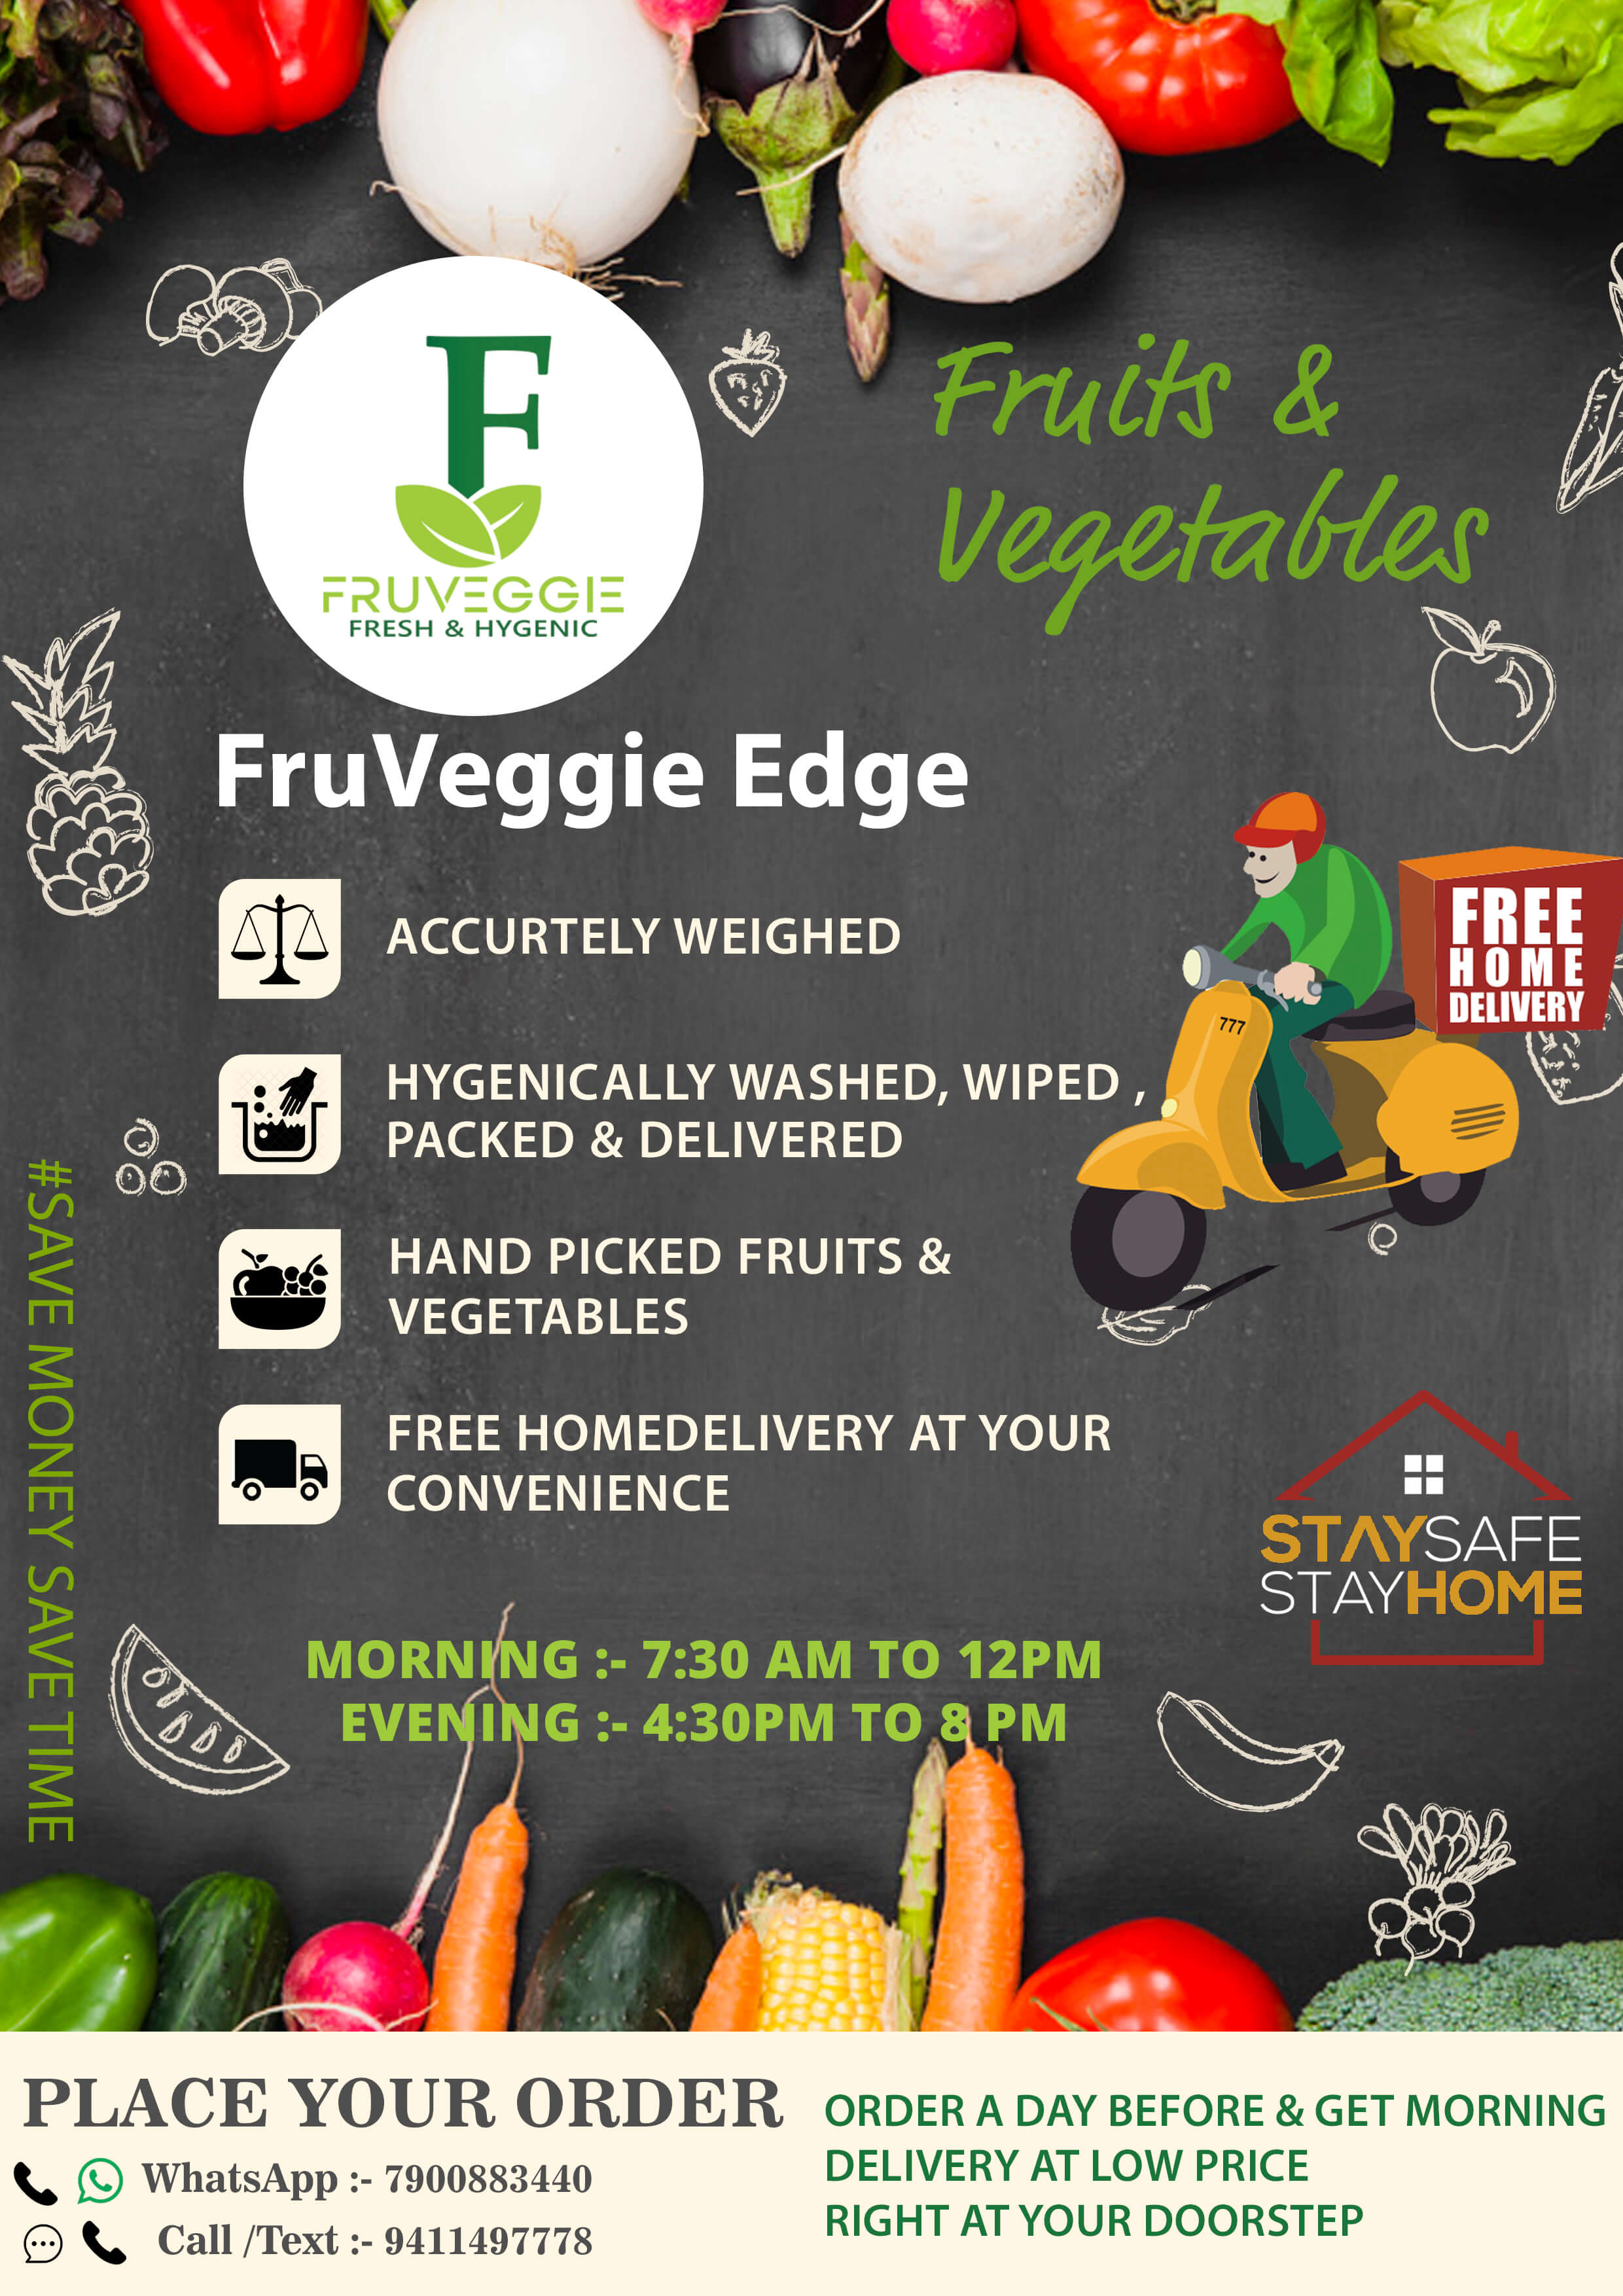 F
FRUVEGGIE
FRESH & HYGENIC
Fruits &
Vegetables
FruVeggie Edge
ACCURTELY WEIGHED
HYGENICALLY WASHED, WIPED ,
PACKED & DELIVERED
HAND PICKED FRUITS &
VEGETABLES
FREE HOMEDELIVERY AT YOUR
CONVENIENCE
777
FREE
HOME
DELIVERY
#SAVE MONEY SAVE TIME
STAYSAFE
STAYHOME
MORNING :- 7:30 AM TO 12PM
EVENING :- 4:30PM TO 8 PM
PLACE YOUR ORDER
WhatsApp :- 7900883440
Call /Text :- 9411497778
ORDER A DAY BEFORE & GET MORNING
DELIVERY AT LOW PRICE
RIGHT AT YOUR DOORSTEP